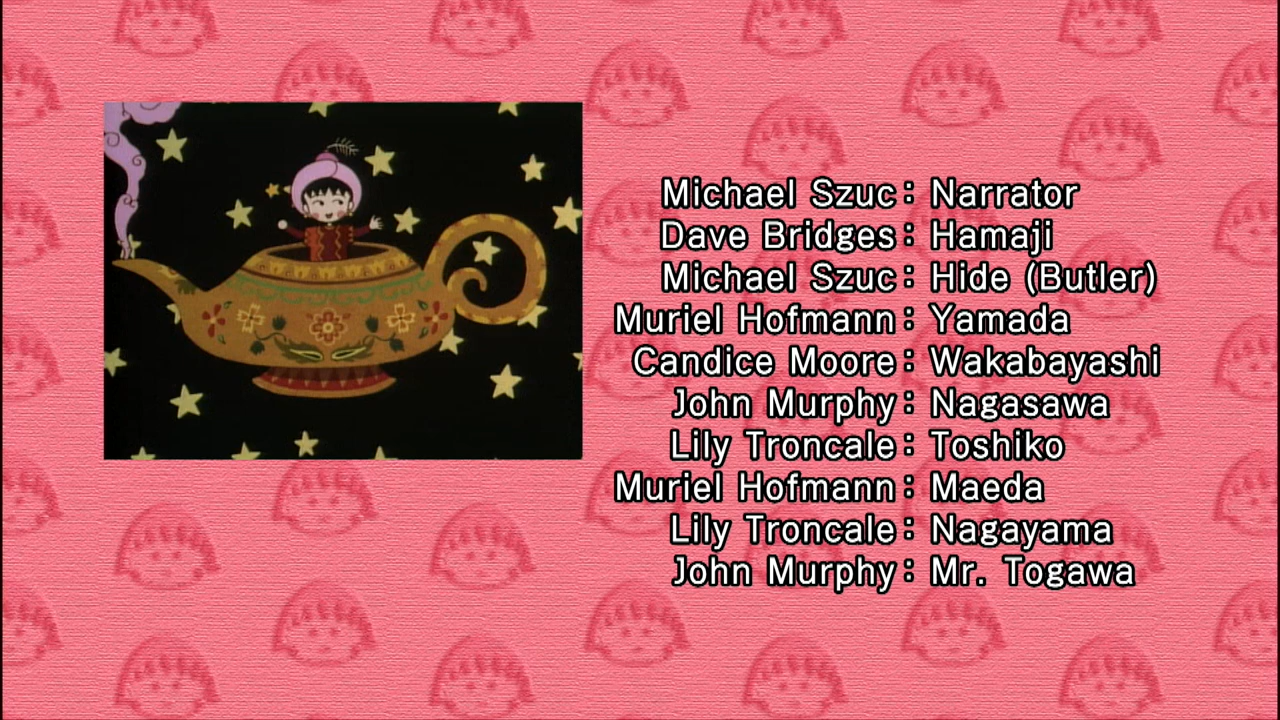 Michael Szuc: Narrator
Dave Bridges: Hamaji
Michael Szuc: Hide (Butler)
Muriel Hofmann: Yamada
Candice Moore: Wakabayashi
John Murphy: Nagasawa
Lily Troncale: Toshiko
Muriel Hofmann: Maeda
Lily Troncale: Nagayama
John Murphy: Mr. Togawa